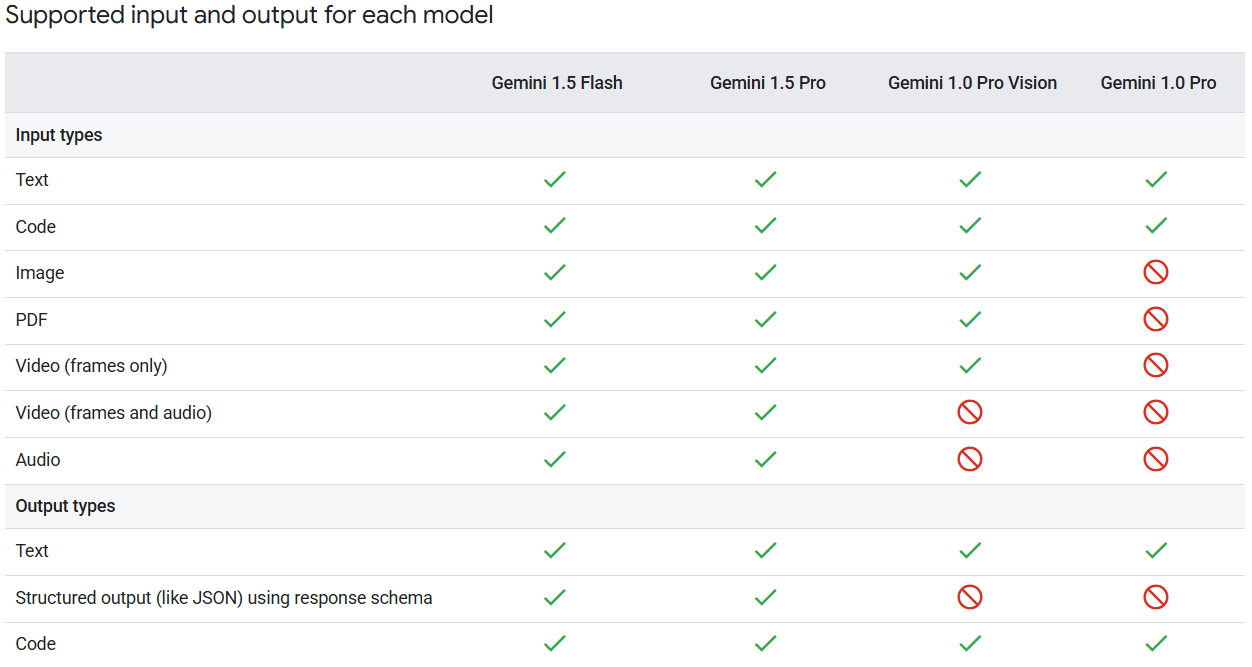 Supported input and output for each model
Gemini 1.5 Flash Gemini 1.5 Pro Gemini 1.0 Pro Vision Gemini 1.0 Pro
Input types
Text
Code
Image
PDF
Video (frames only)
Video (frames and audio)
Audio
Output types
Text
Structured output (like JSON) using response schema
Code